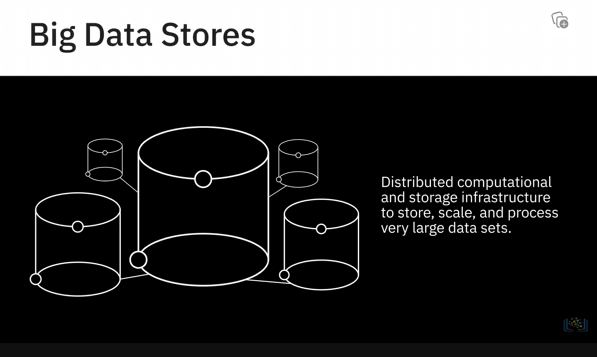 Big Data Stores
Distributed computational
and storage infrastructure
to store, scale, and process
very large data sets.